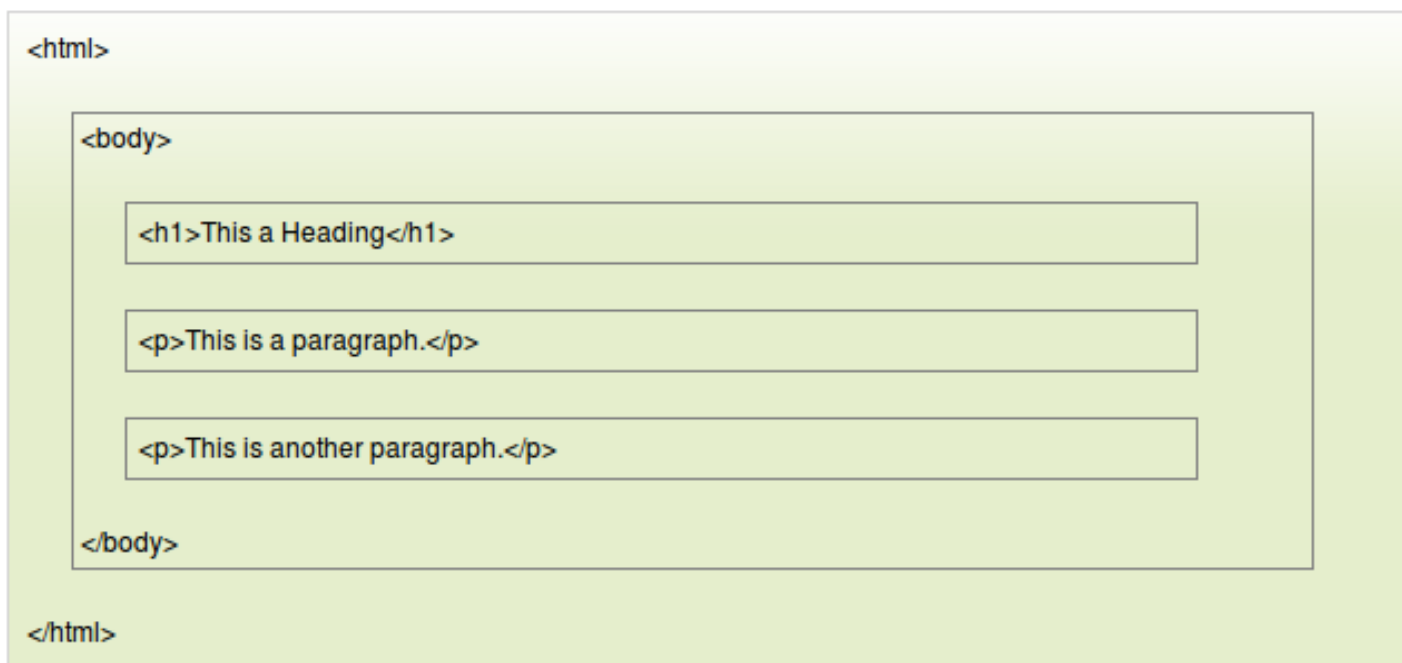 <html>
<body>
<h1>This a Heading</h1>
<p>This is a paragraph.</p>
<p>This is another paragraph.</p>
</body>
</html>